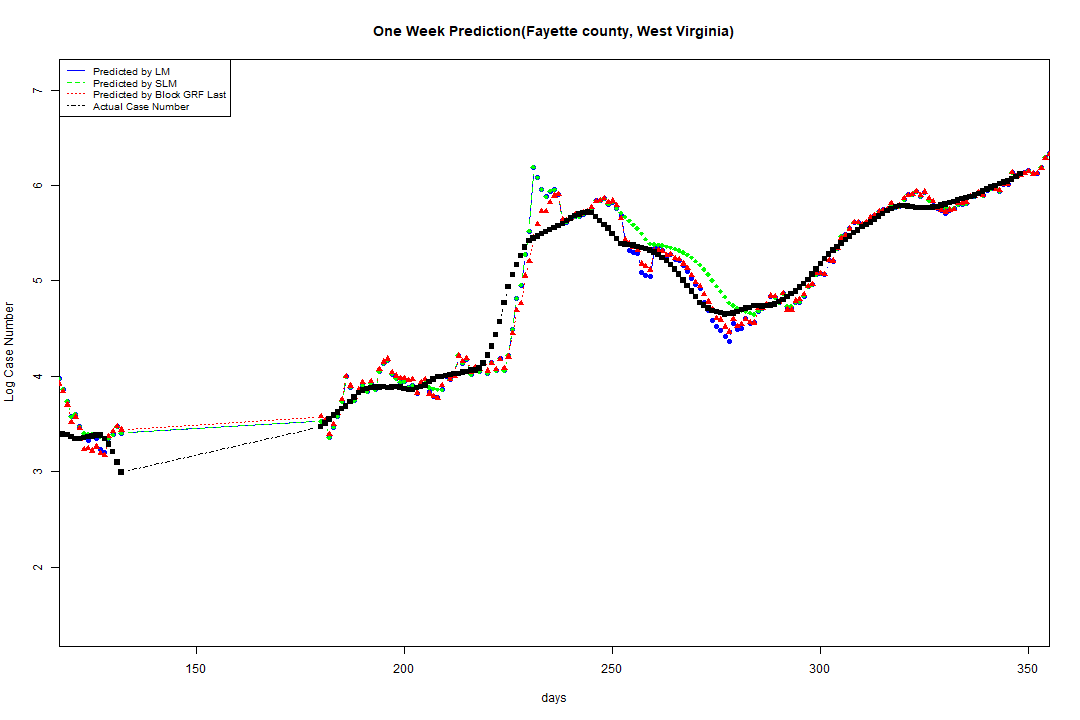 One Week Prediction(Fayette county, West Virginia)
Predicted by LM
Predicted by SLM
Predicted by Block GRF Last
Actual Case Number
7
6
5
4
3
2
Log Case Number
150 200 250 300 350
days